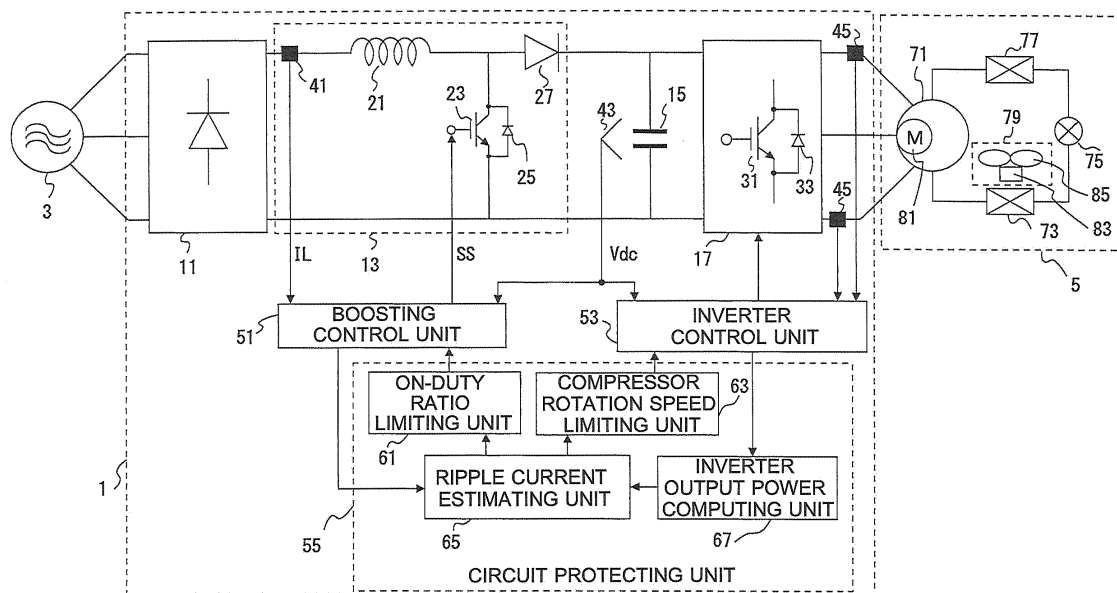 45
71
77
41
21
27
23
25
43
15
31
33
M
79
75
3
11
13
IL
SS
Vdc
17
45
81
85
83
73
5
51
BOOSTING
CONTROL UNIT
53
INVERTER
CONTROL UNIT
ON-DUTY
RATIO
LIMITING UNIT
61
COMPRESSOR
ROTATION SPEED
LIMITING UNIT
63
1
55
RIPPLE CURRENT
ESTIMATING UNIT
65
INVERTER
OUTPUT POWER
COMPUTING UNIT
67
CIRCUIT PROTECTING UNIT